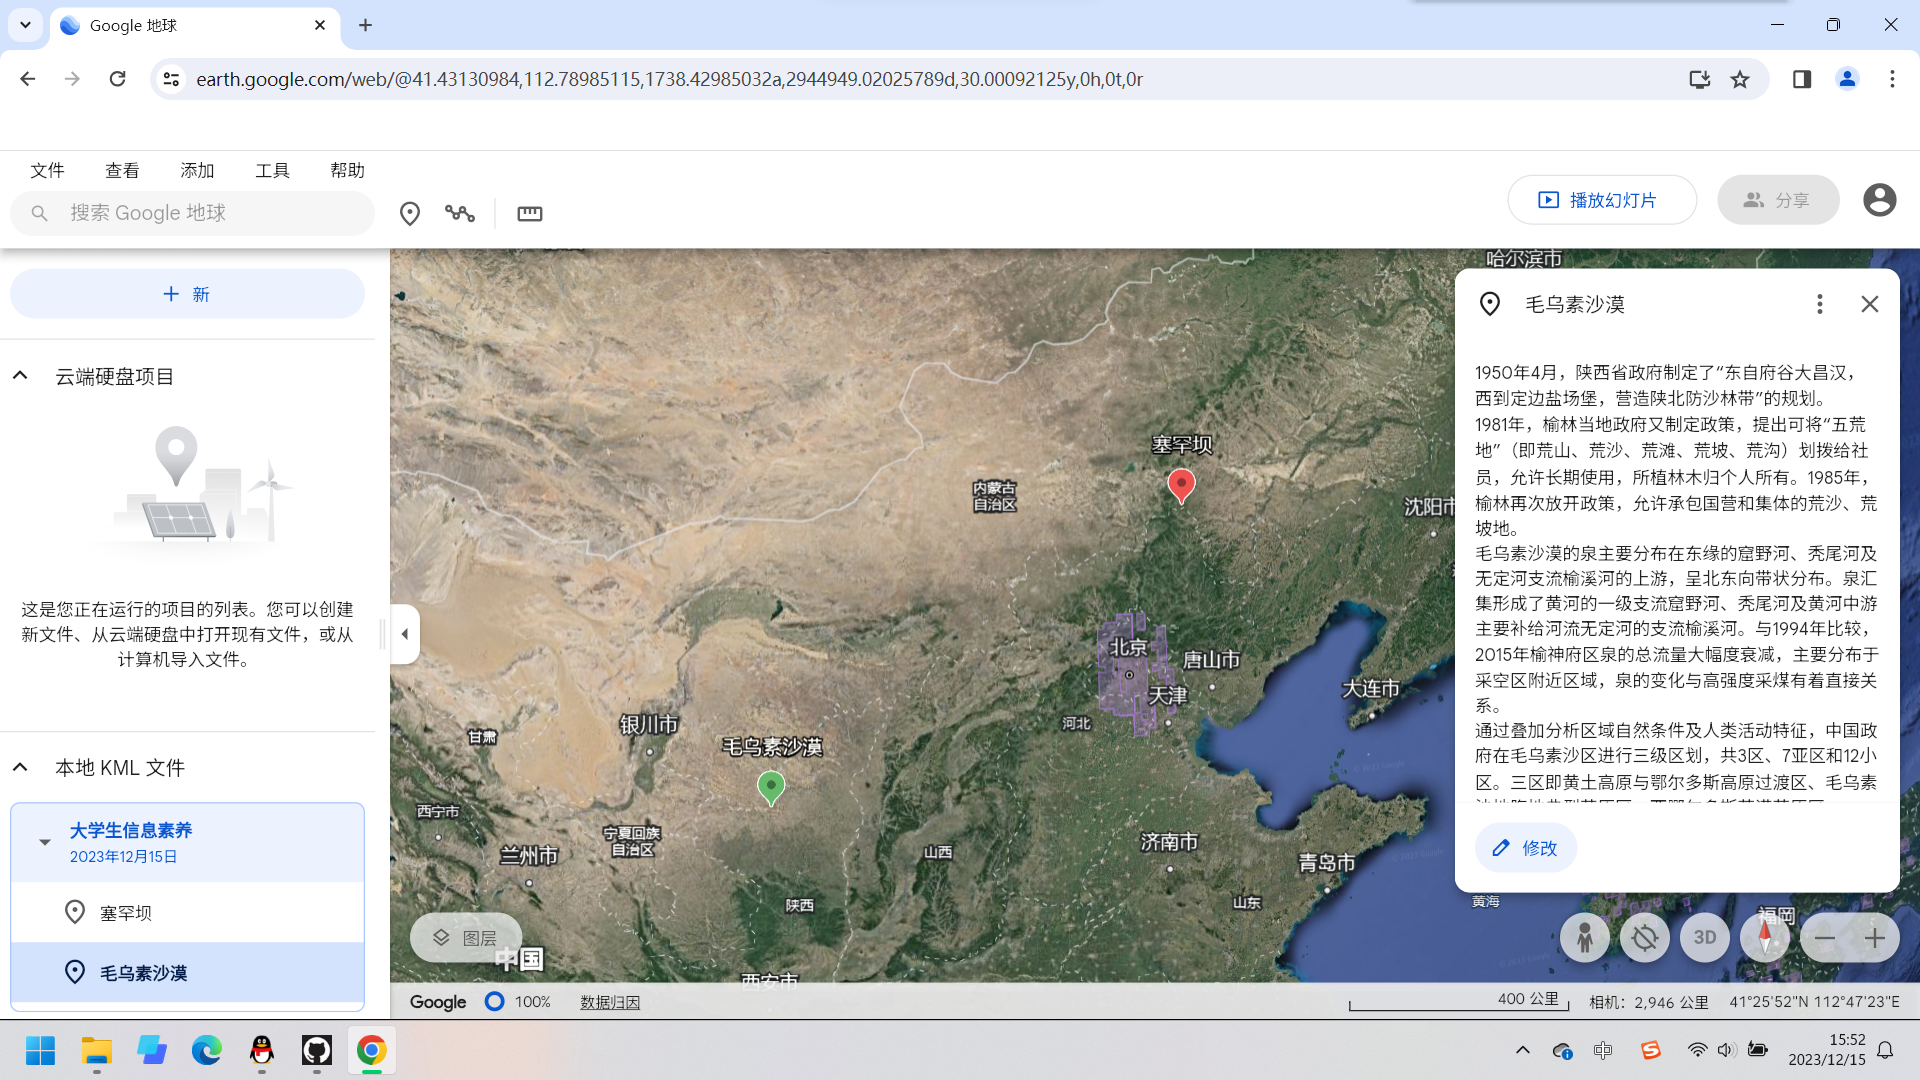 Google 地球
earth.google.com/web/@41.43130984,112.78985115,1738.42985032a,2944949.02025789d,30.00092125y,0h,0t,0r
文件 查看 添加 工具 帮助
搜索 Google 地球
播放幻灯片
分享
新
云端硬盘项目
这是您正在运行的项目的列表。您可以创建
新文件、从云端硬盘中打开现有文件，或从
计算机导入文件。
本地 KML 文件
大学生信息素养
2023年12月15日
塞罕坝
毛乌素沙漠
哈尔滨市
塞罕坝
内蒙古
自治区
沈阳市
北京
唐山市
天津
大连市
河北
银川市
甘肃
毛乌素沙漠
西宁市
宁夏回族
自治区
兰州市
山西
济南市
青岛市
陕西
山东
黄海
福冈
中国
西安市
图层
毛乌素沙漠
1950年4月，陕西省政府制定了“东自府谷大昌汉，
西到定边盐场堡，营造陕北防沙林带”的规划。
1981年，榆林当地政府又制定政策，提出可将“五荒
地”（即荒山、荒沙、荒滩、荒坡、荒沟）划拨给社
员，允许长期使用，所植林木归个人所有。1985年，
榆林再次放开政策，允许承包国营和集体的荒沙、荒
坡地。
毛乌素沙漠的泉主要分布在东缘的窟野河、秃尾河及
无定河支流榆溪河的上游，呈北东向带状分布。泉汇
集形成了黄河的一级支流窟野河、秃尾河及黄河中游
主要补给河流无定河的支流榆溪河。与1994年比较，
2015年榆神府区泉的总流量大幅度衰减，主要分布于
采空区附近区域，泉的变化与高强度采煤有着直接关
系。
通过叠加分析区域自然条件及人类活动特征，中国政
府在毛乌素沙区进行三级区划，共3区、7亚区和12小
区。三区即黄土高原与鄂尔多斯高原过渡区、毛乌素
修改
3D
Google 100% 数据归因
400 公里 相机：2,946 公里 41°25'52"N 112°47'23"E
中
15:52
2023/12/15